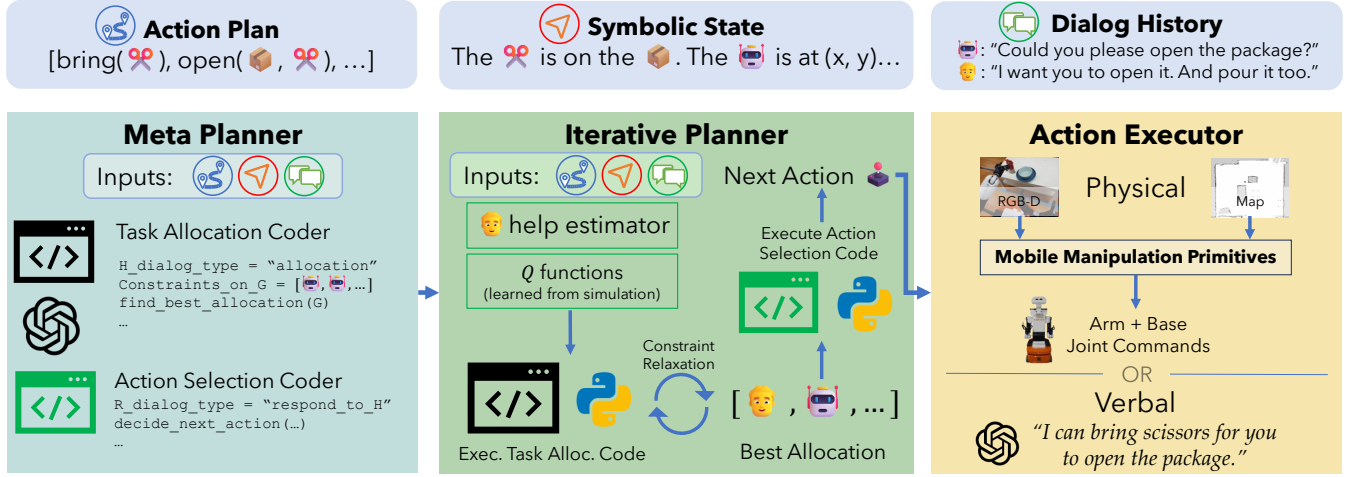 Action Plan
[bring( ✂️ ), open( 📦 , ✂️ ), …]
Symbolic State
The ✂️ is on the 📦 . The 🤖 is at (x, y)…
Dialog History
🤖 : “Could you please open the package?”
👱 : “I want you to open it. And pour it too.”
Meta Planner
Inputs:
Task Allocation Coder
H_dialog_type = “allocation”
Constraints_on_G = [🤖,🤖,…]
find_best_allocation(G)
…
Action Selection Coder
R_dialog_type = “respond_to_H”
decide_next_action(…)
…
Iterative Planner
Inputs:
👱 help estimator
Q functions
(learned from simulation)
Next Action
Execute Action
Selection Code
Constraint
Relaxation
[ 👱 , 🤖 , … ]
Exec. Task Alloc. Code
Best Allocation
Action Executor
RGB-D
Physical
Map
Mobile Manipulation Primitives
Arm + Base
Joint Commands
OR
Verbal
“I can bring scissors for you
to open the package.”